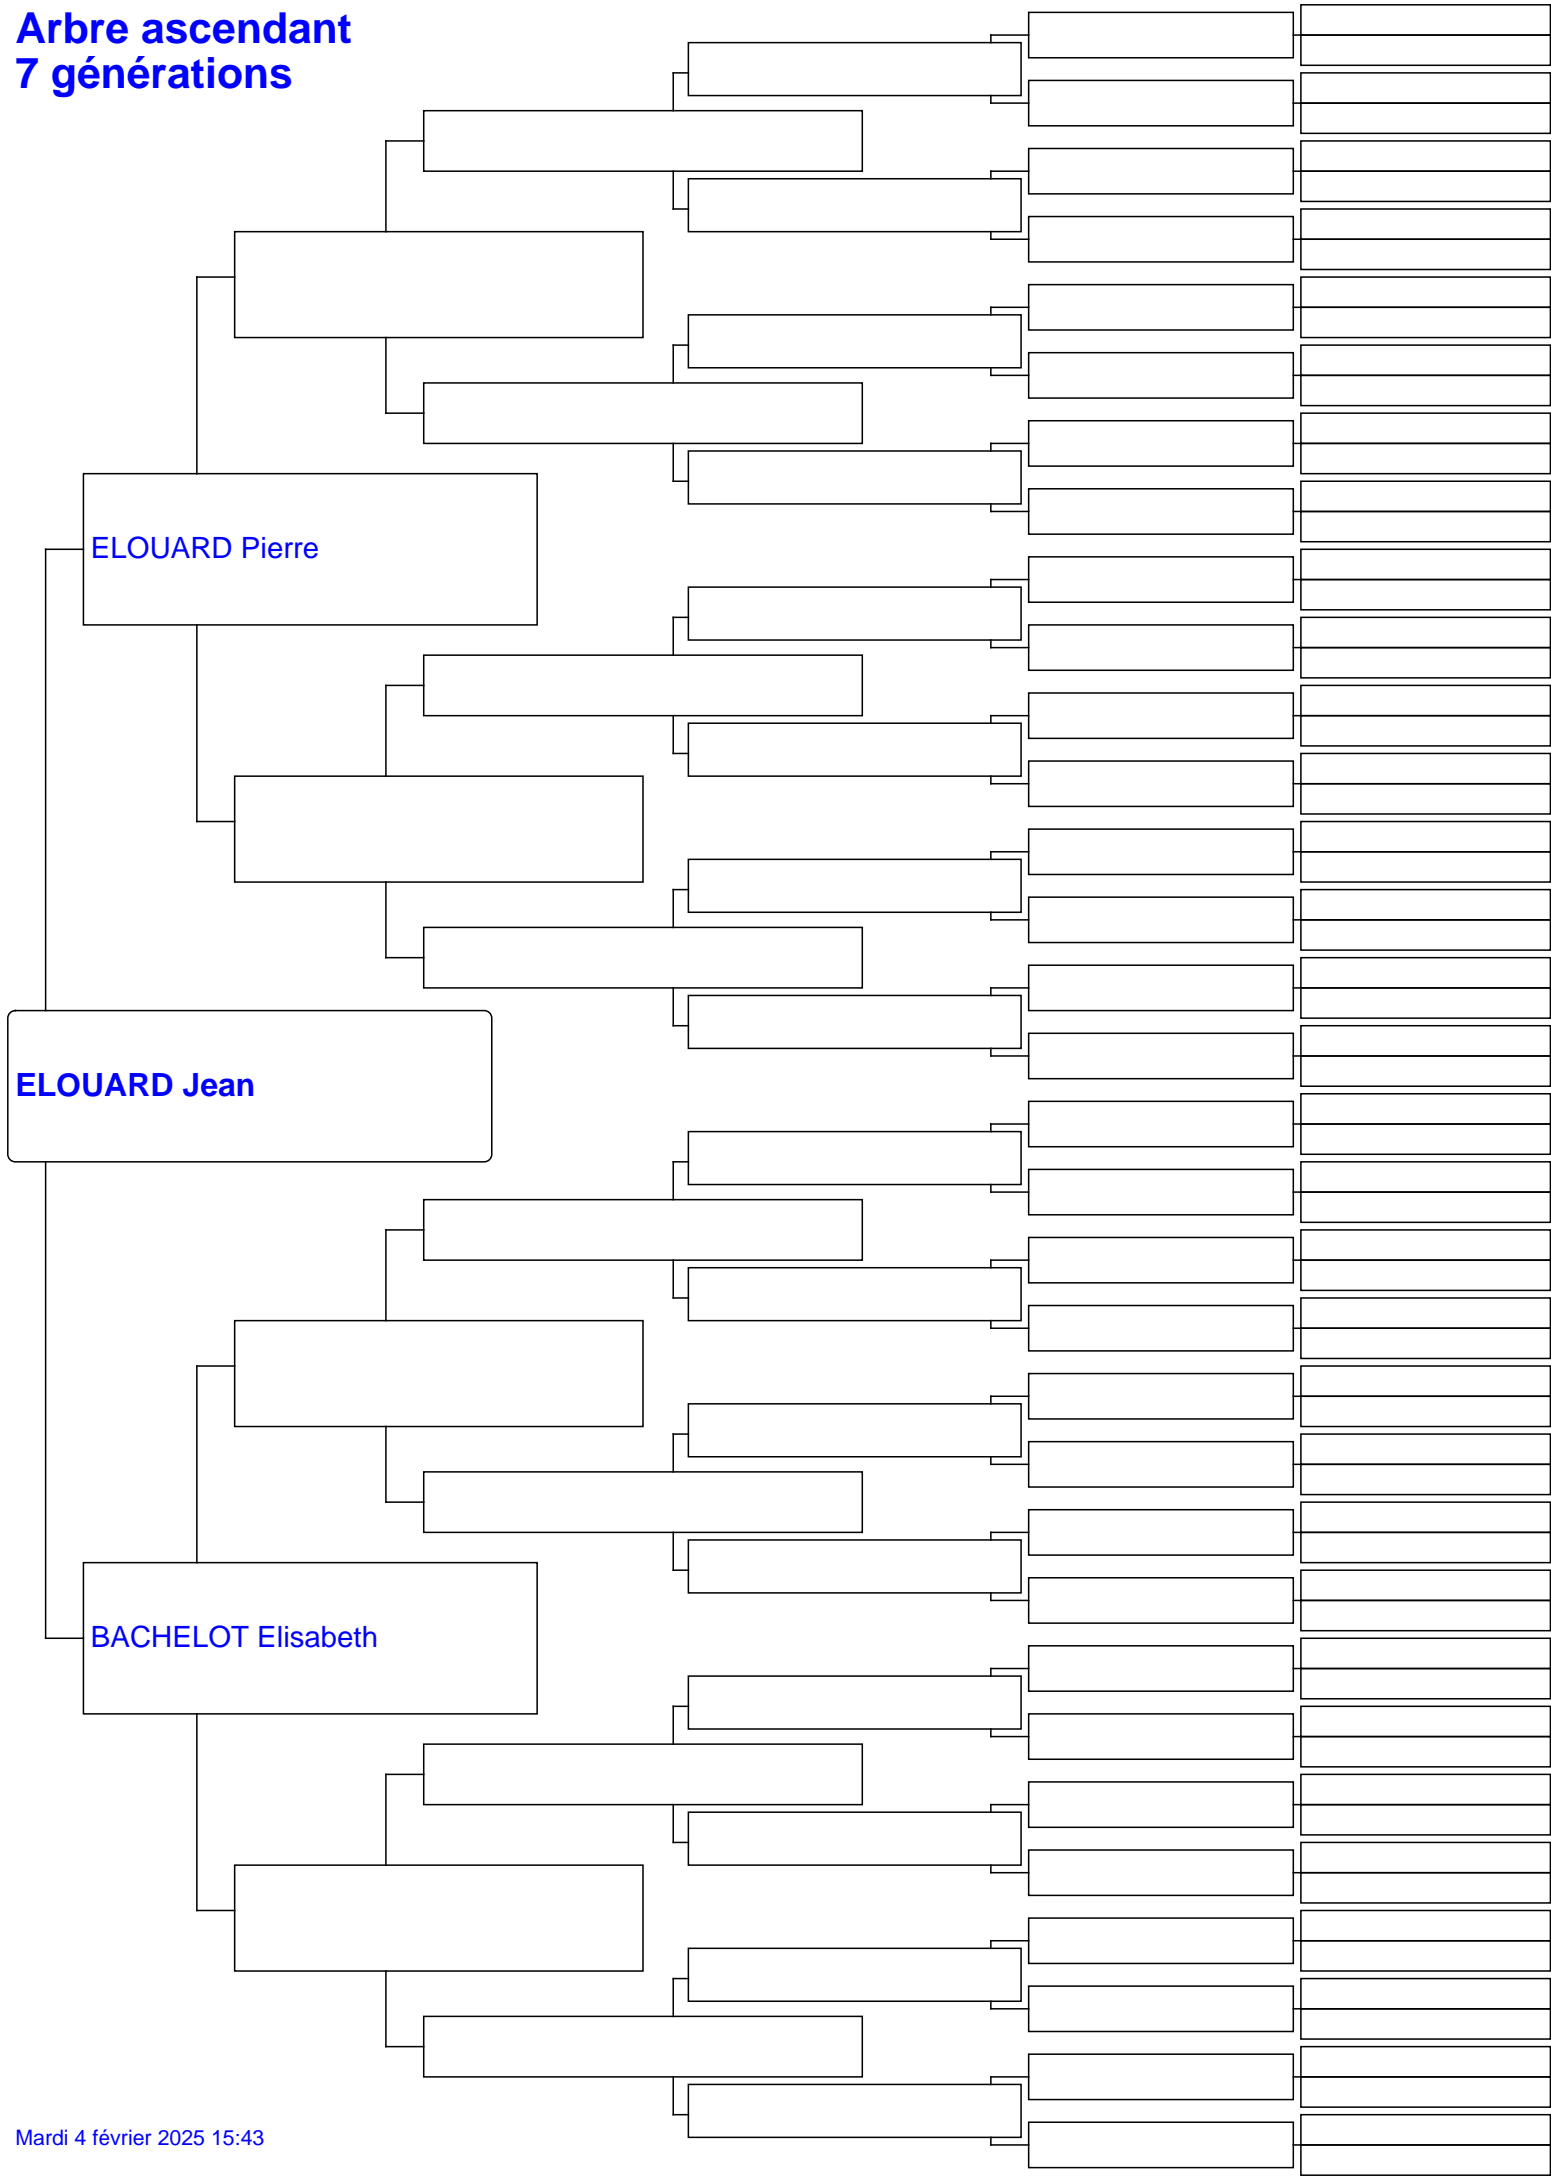 Arbre ascendant
7 générations
ELOUARD Pierre
ELOUARD Jean
BACHELOT Elisabeth
Mardi 4 février 2025 15:43